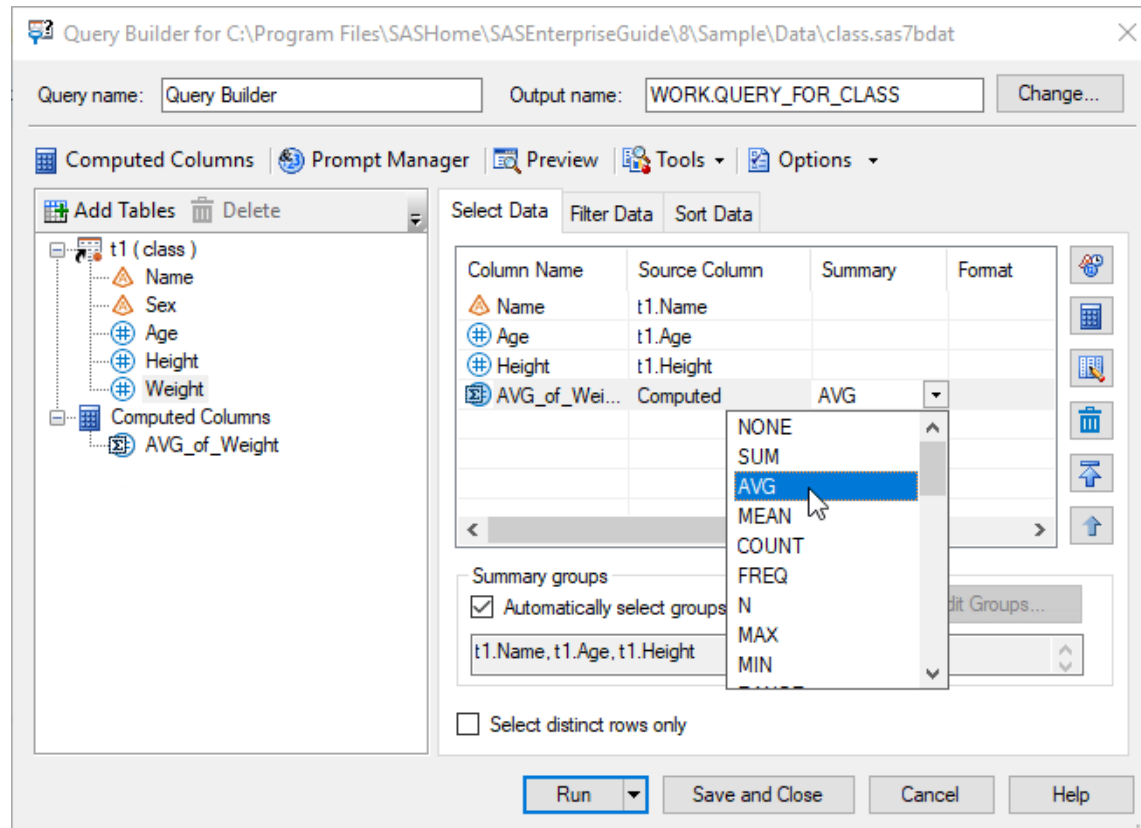 Query Builder for C:\Program Files\SASHome\SASEnterpriseGuide\8\Sample\Data\class.sas7bdat
Query name: Query Builder Output name: WORK.QUERY_FOR_CLASS Change...
Computed Columns Prompt Manager Preview Tools Options
Add Tables Delete
t1 ( class )
Name
Sex
Age
Height
Weight
Computed Columns
AVG_of_Weight
Select Data Filter Data Sort Data
Column Name Source Column Summary Format
Name t1.Name
Age t1.Age
Height t1.Height
AVG_of_Wei... Computed AVG
NONE
SUM
AVG
MEAN
COUNT
FREQ
N
MAX
MIN
Summary groups
Automatically select groups
dit Groups...
t1.Name, t1.Age, t1.Height
Select distinct rows only
Run Save and Close Cancel Help